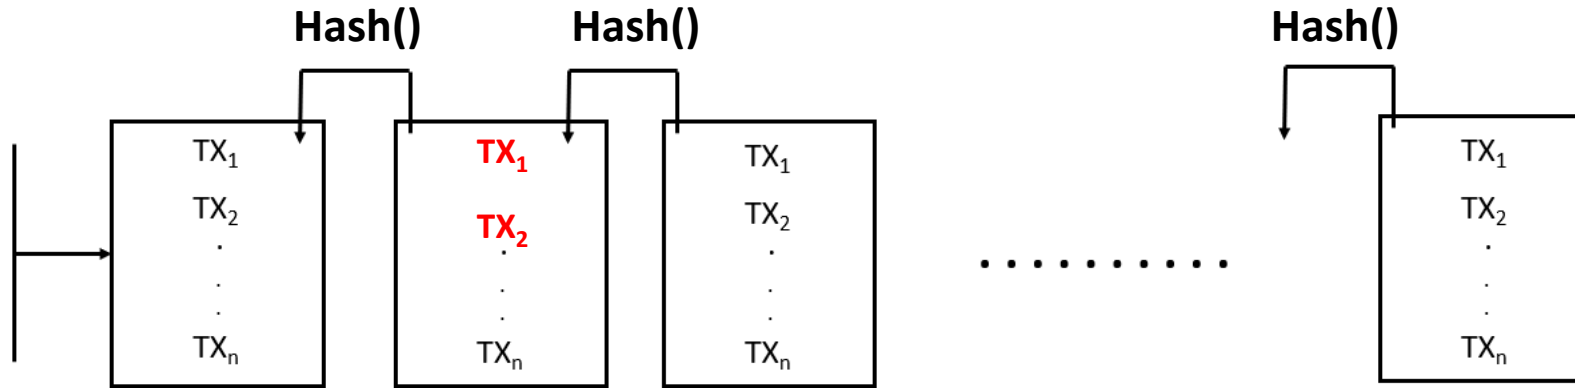 Hash() Hash() Hash()
TX₁ TX₁ TX₁ TX₁
TX₂ TX₂ TX₂ TX₂
TXₙ TXₙ TXₙ TXₙ